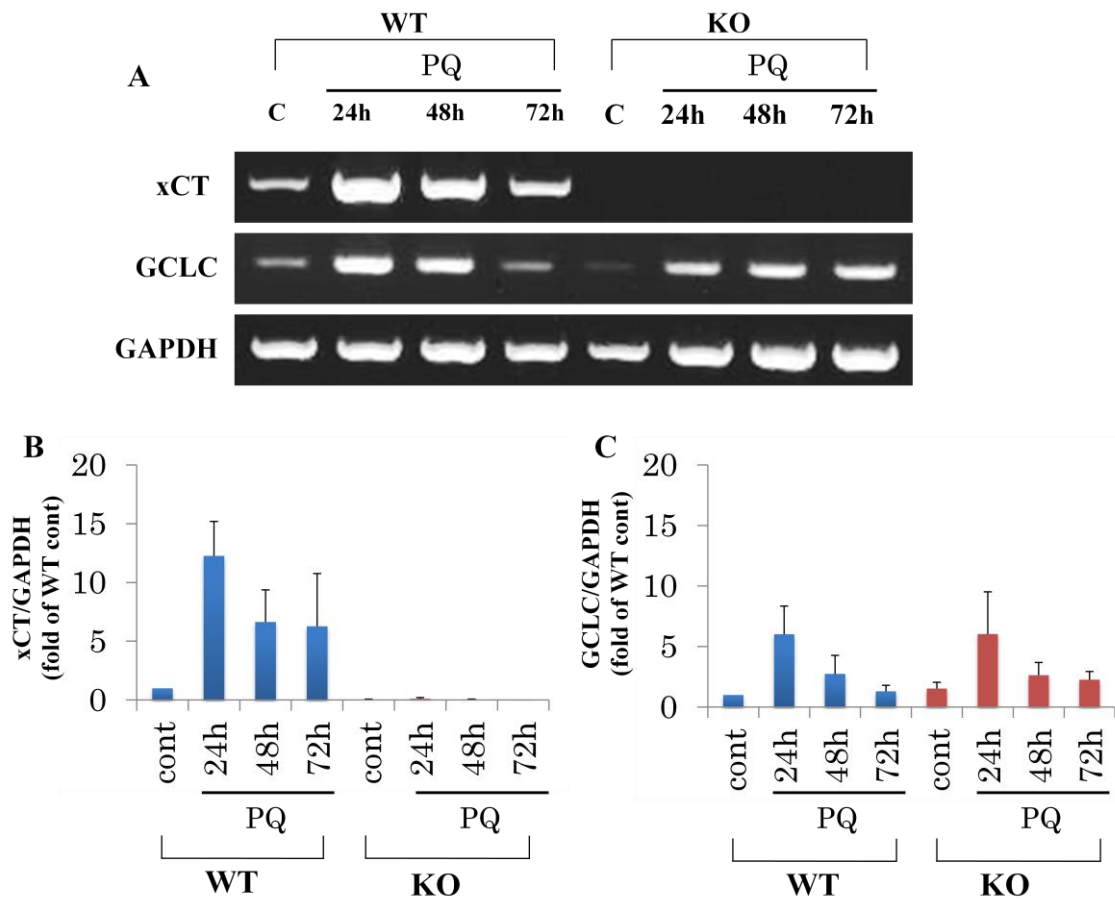 WT KO
A PQ PQ
C 24h 48h 72h C 24h 48h 72h
xCT
GCLC
GAPDH
B
xCT/GAPDH
(fold of WT cont)
20
15
10
5
0
cont 24h 48h 72h cont 24h 48h 72h
PQ PQ
WT KO
C
GCLC/GAPDH
(fold of WT cont)
20
15
10
5
0
cont 24h 48h 72h cont 24h 48h 72h
PQ PQ
WT KO